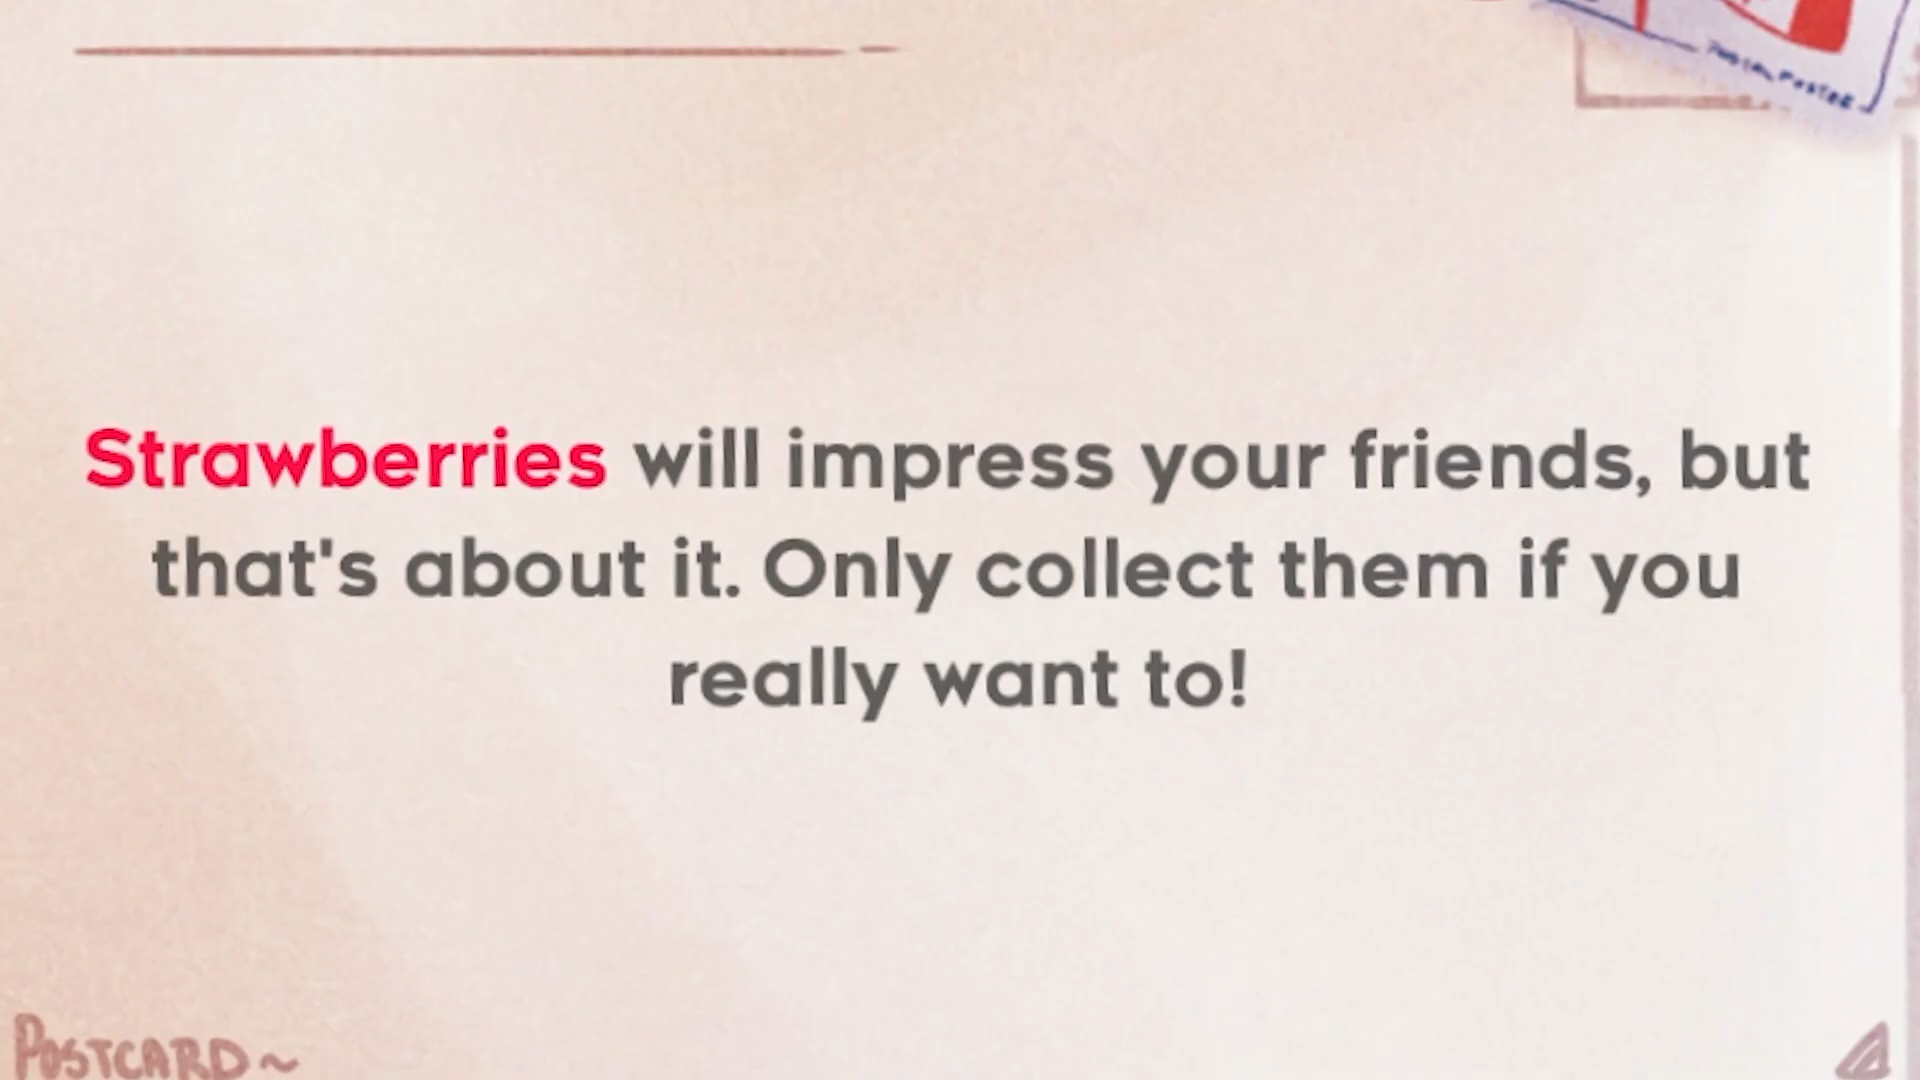 Strawberries will impress your friends, but
that's about it. Only collect them if you
really want to!
POSTCARD~